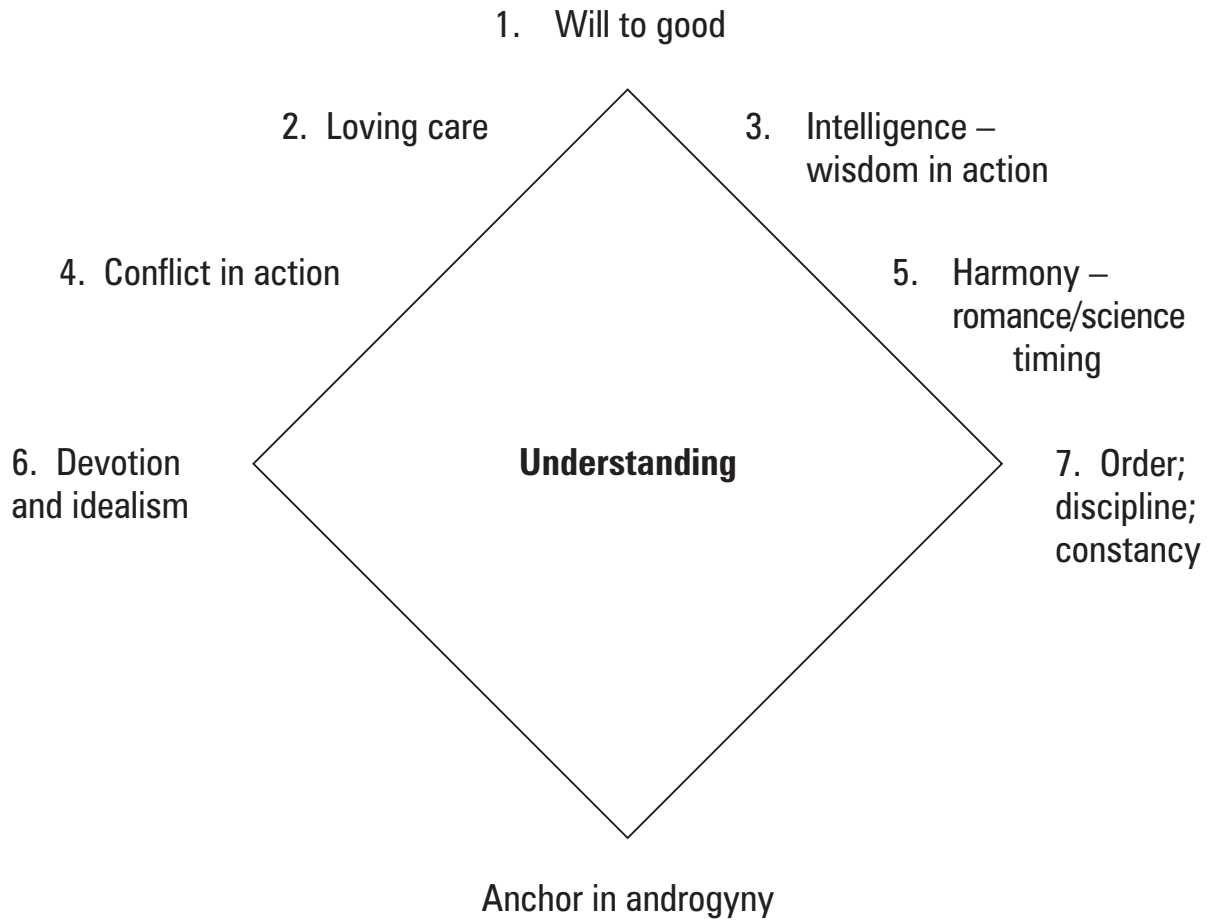 1. Will to good
2. Loving care
3. Intelligence –
wisdom in action
4. Conflict in action
5. Harmony –
romance/science
timing
6. Devotion
and idealism
Understanding
7. Order;
discipline;
constancy
Anchor in androgyny